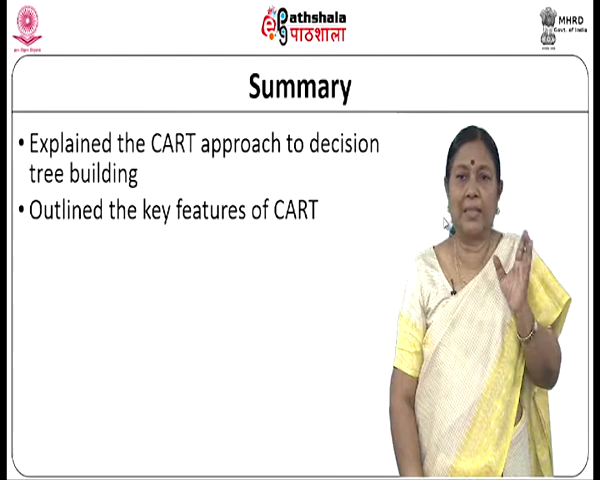 ePathshala
पाठशाला
MHRD
Govt. of India
Summary
• Explained the CART approach to decision
tree building
• Outlined the key features of CART